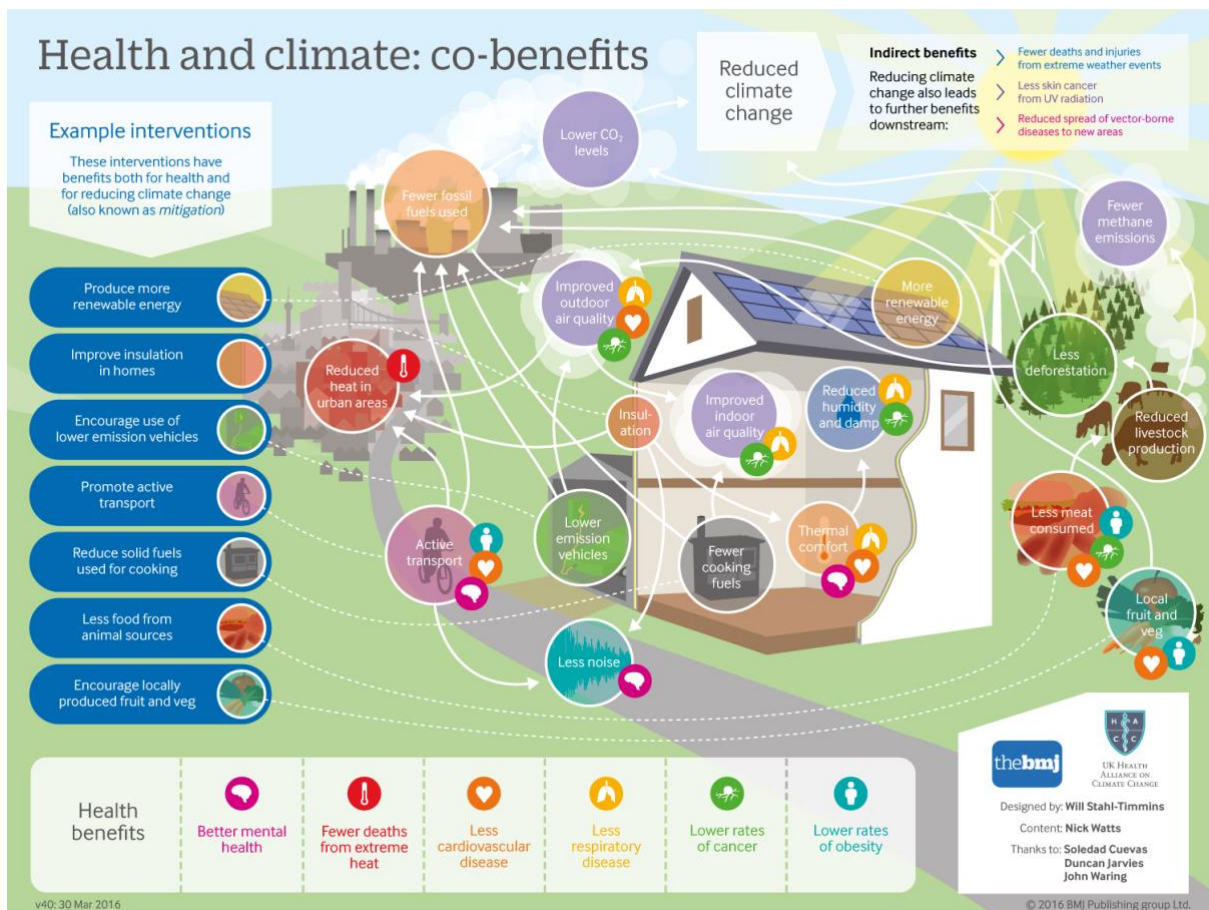 Health and climate: co-benefits
Reduced
climate
change
Indirect benefits
Reducing climate
change also leads
to further benefits
downstream:
Fewer deaths and injuries
from extreme weather events
Less skin cancer
from UV radiation
Reduced spread of vector-borne
diseases to new areas
Example interventions
These interventions have
benefits both for health and
for reducing climate change
(also known as mitigation)
Produce more
renewable energy
Improve insulation
in homes
Encourage use of
lower emission vehicles
Promote active
transport
Reduce solid fuels
used for cooking
Less food from
animal sources
Encourage locally
produced fruit and veg
Lower CO₂
levels
Fewer fossil
fuels used
Fewer
methane
emissions
Improved
outdoor
air quality
More
renewable
energy
Less
deforestation
Reduced
heat in
urban areas
Insul-
ation
Improved
indoor
air quality
Reduced
humidity
and damp
Reduced
livestock
production
Active
transport
Lower
emission
vehicles
Fewer
cooking
fuels
Thermal
comfort
Less meat
consumed
Local
fruit and
veg
Less noise
Health
benefits
Better mental
health
Fewer deaths
from extreme
heat
Less
cardiovascular
disease
Less
respiratory
disease
Lower rates
of cancer
Lower rates
of obesity
thebmj
H A
C C
UK Health
Alliance on
Climate Change
Designed by: Will Stahl-Timmins
Content: Nick Watts
Thanks to: Soledad Cuevas
Duncan Jarvies
John Waring
v40: 30 Mar 2016
© 2016 BMJ Publishing group Ltd.